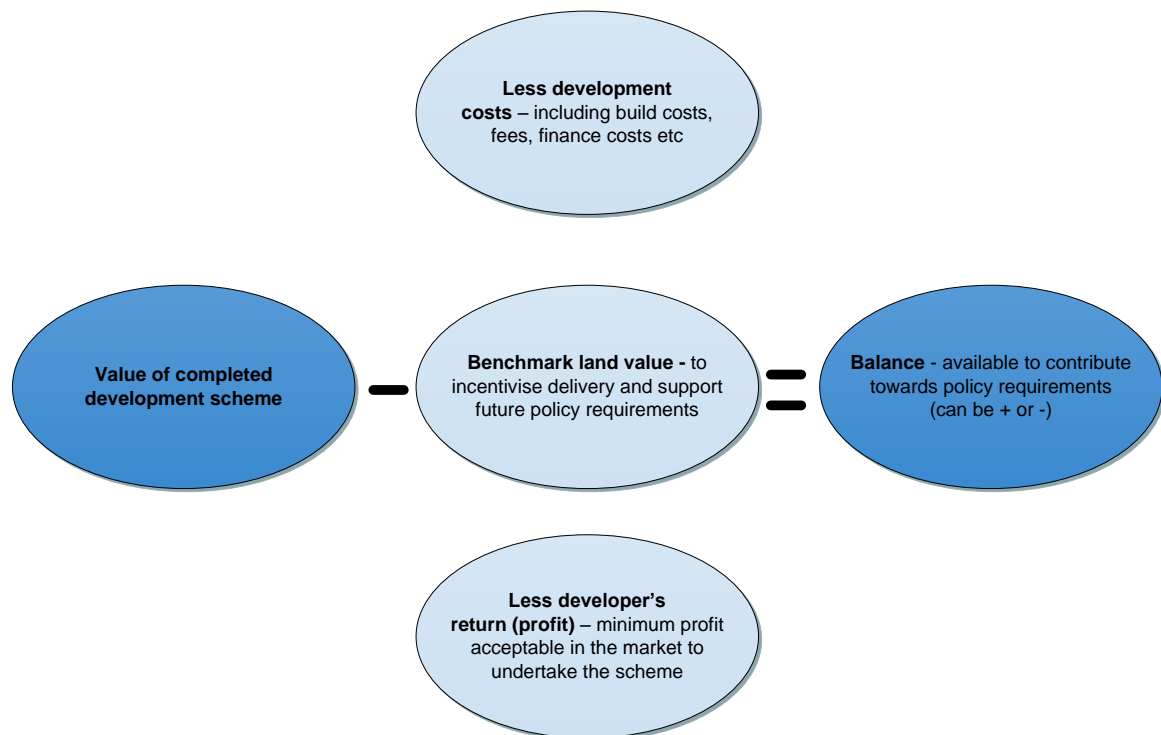 Less development
costs – including build costs,
fees, finance costs etc
Value of completed
development scheme
Benchmark land value - to
incentivise delivery and support
future policy requirements
Balance - available to contribute
towards policy requirements
(can be + or -)
Less developer's
return (profit) – minimum profit
acceptable in the market to
undertake the scheme